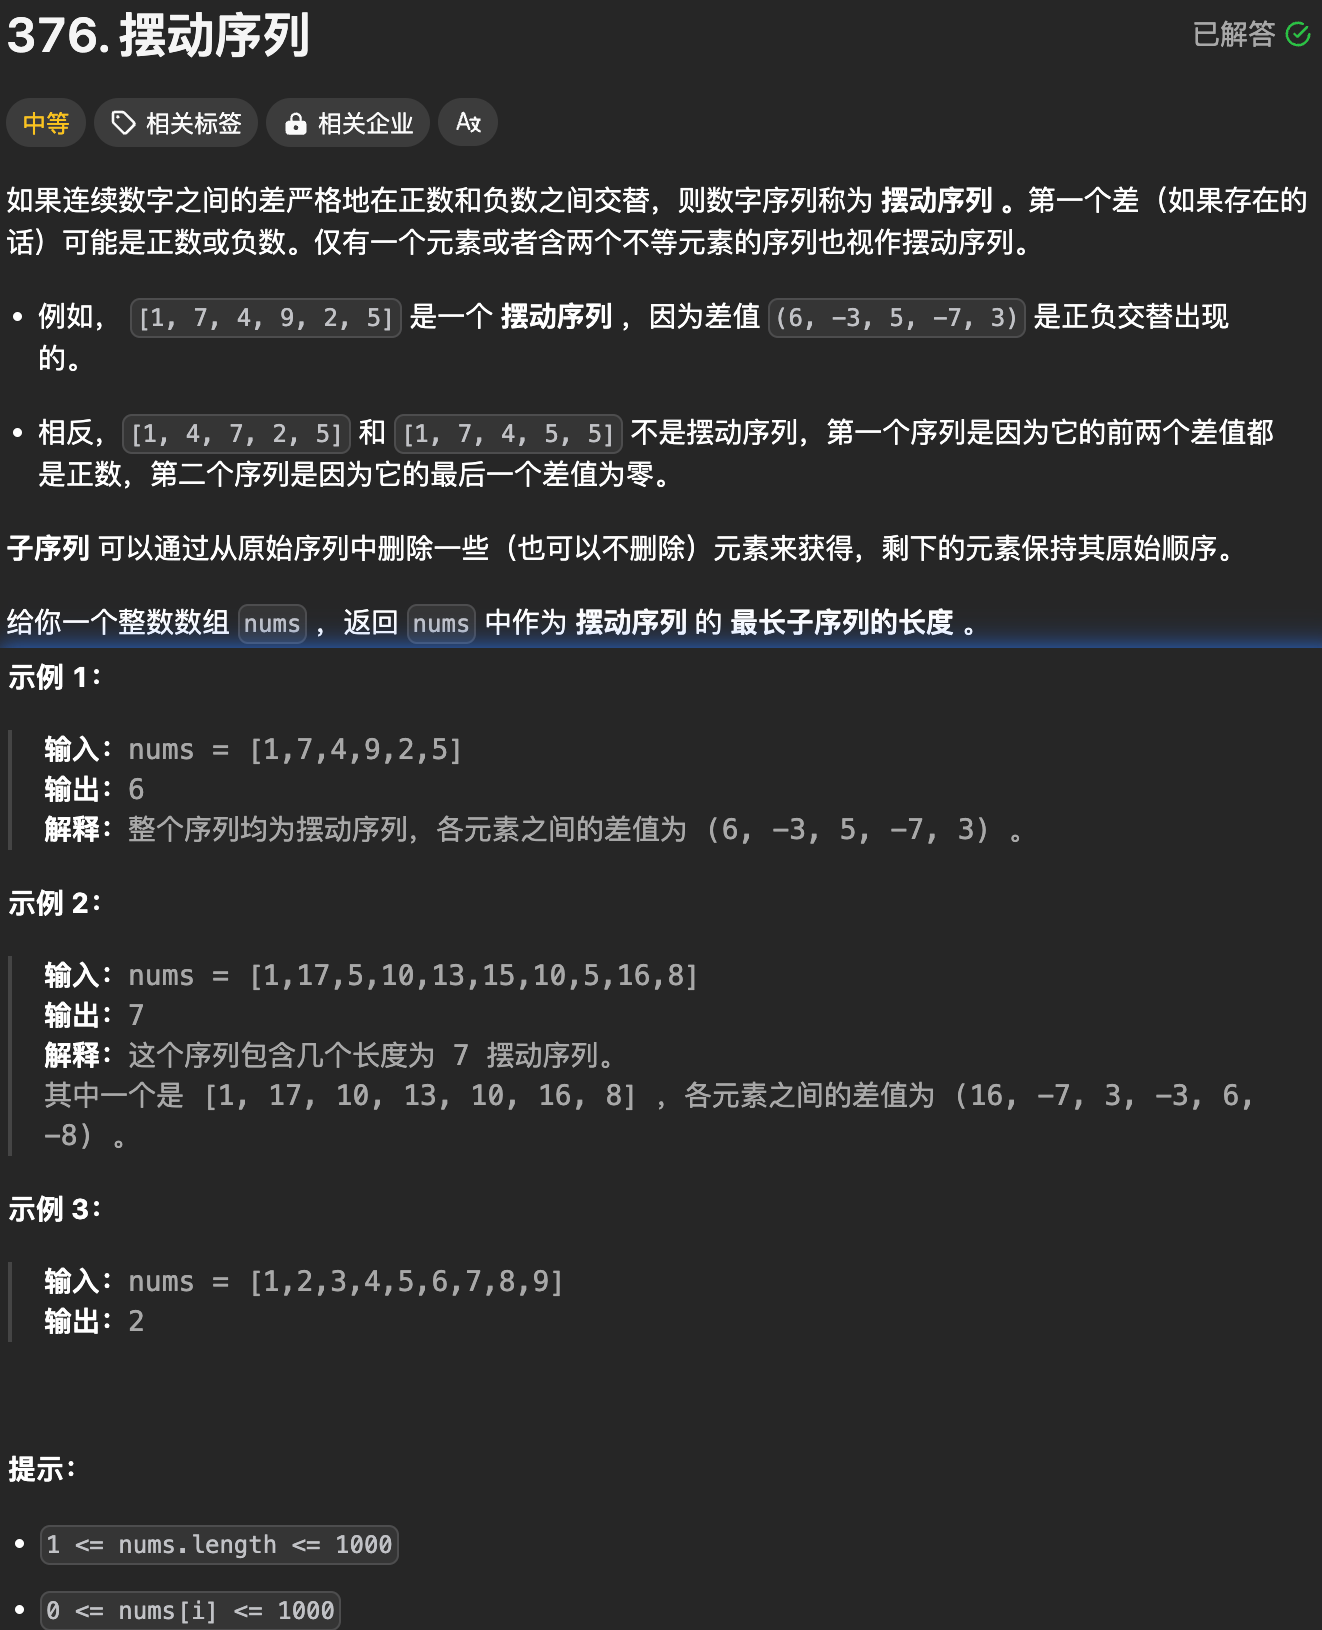 376. 摆动序列
已解答
中等 相关标签 相关企业
如果连续数字之间的差严格地在正数和负数之间交替，则数字序列称为 摆动序列 。第一个差（如果存在的
话）可能是正数或负数。仅有一个元素或者含两个不等元素的序列也视作摆动序列。
• 例如， [1, 7, 4, 9, 2, 5] 是一个 摆动序列 ，因为差值 (6, -3, 5, -7, 3) 是正负交替出现
的。
• 相反，[1, 4, 7, 2, 5] 和 [1, 7, 4, 5, 5] 不是摆动序列，第一个序列是因为它的前两个差值都
是正数，第二个序列是因为它的最后一个差值为零。
子序列 可以通过从原始序列中删除一些（也可以不删除）元素来获得，剩下的元素保持其原始顺序。
给你一个整数数组 nums ，返回 nums 中作为 摆动序列 的 最长子序列的长度 。
示例 1：
输入：nums = [1,7,4,9,2,5]
输出：6
解释：整个序列均为摆动序列，各元素之间的差值为 (6, -3, 5, -7, 3) 。
示例 2：
输入：nums = [1,17,5,10,13,15,10,5,16,8]
输出：7
解释：这个序列包含几个长度为 7 摆动序列。
其中一个是 [1, 17, 10, 13, 10, 16, 8] ，各元素之间的差值为 (16, -7, 3, -3, 6,
-8) 。
示例 3：
输入：nums = [1,2,3,4,5,6,7,8,9]
输出：2
提示：
• 1 <= nums.length <= 1000
• 0 <= nums[i] <= 1000